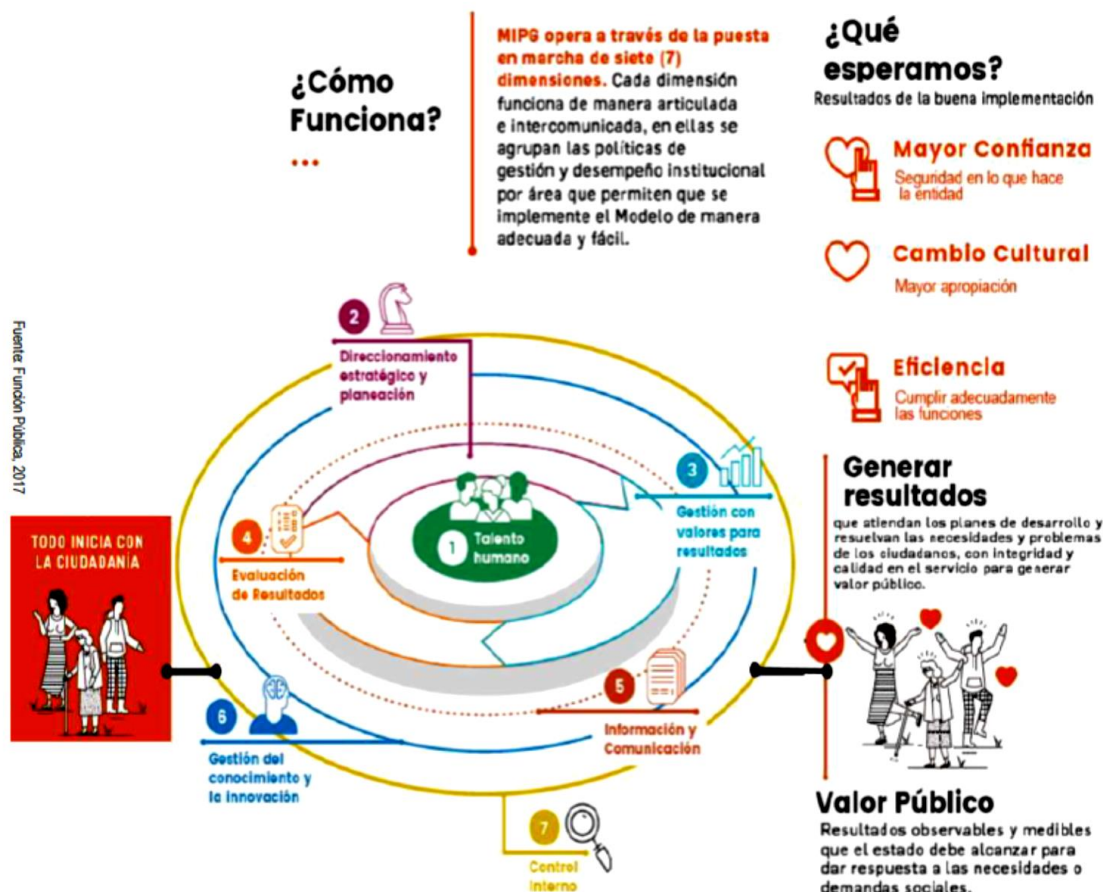 ¿Cómo
Funciona?
...
MIPG opera a través de la puesta
en marcha de siete (7)
dimensiones. Cada dimensión
funciona de manera articulada
e intercomunicada, en ellas se
agrupan las políticas de
gestión y desempeño institucional
por área que permiten que se
implemente el Modelo de manera
adecuada y fácil.
¿Qué
esperamos?
Resultados de la buena implementación
Mayor Confianza
Seguridad en lo que hace
la entidad
Cambio Cultural
Mayor apropiación
Eficiencia
Cumplir adecuadamente
las funciones
Generar
resultados
que atiendan los planes de desarrollo y
resuelvan las necesidades y problemas
de los ciudadanos, con integridad y
calidad en el servicio para generar
valor público.
Valor Público
Resultados observables y medibles
que el estado debe alcanzar para
dar respuesta a las necesidades o
demandas sociales.
Fuente: Función Pública, 2017
TODO INICIA CON
LA CIUDADANÍA
1
Talento
humano
2
Direccionamiento
estratégico y
planeación
3
Gestión con
valores para
resultados
4
Evaluación
de Resultados
5
Información y
Comunicación
6
Gestión del
conocimiento y
la innovación
7
Control
Interno